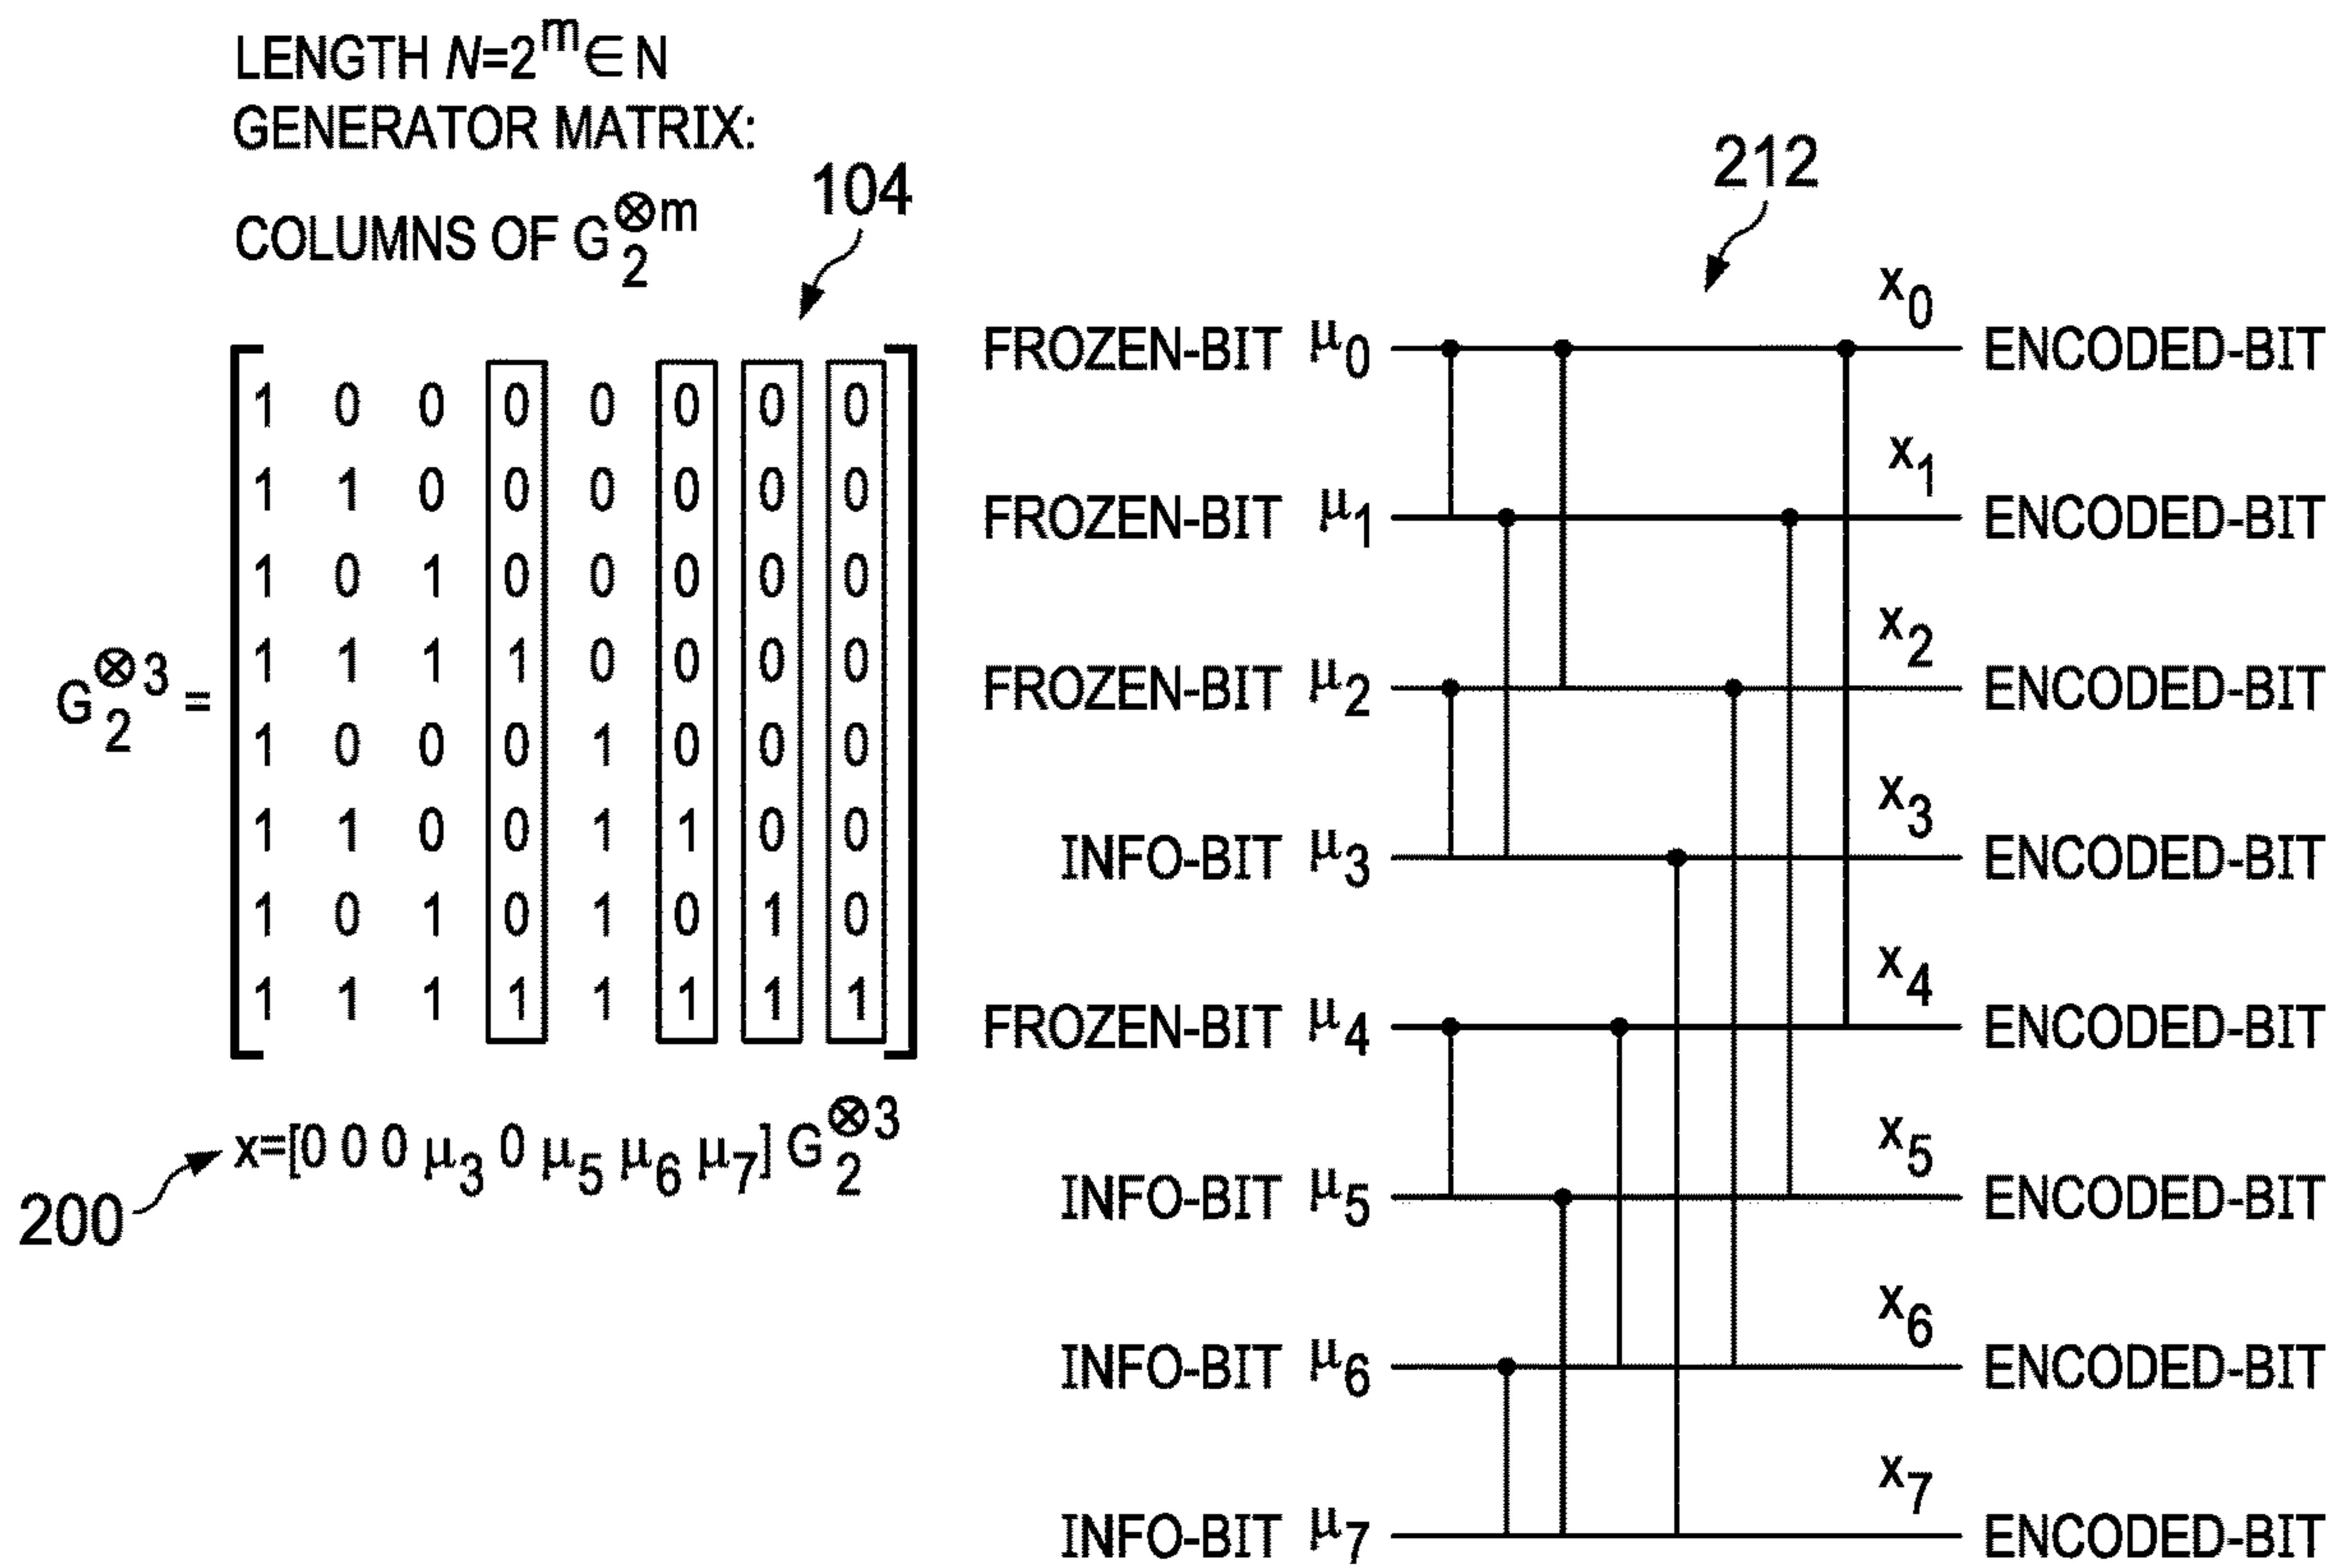 LENGTH N=2^m ∈ N
GENERATOR MATRIX:
COLUMNS OF G_2^⊗m
104
G_2^⊗3 =
1 0 0 0 0 0 0 0
1 1 0 0 0 0 0 0
1 0 1 0 0 0 0 0
1 1 1 1 0 0 0 0
1 0 0 0 1 0 0 0
1 1 0 0 1 1 0 0
1 0 1 0 1 0 1 0
1 1 1 1 1 1 1 1
x=[0 0 0 μ_3 0 μ_5 μ_6 μ_7] G_2^⊗3
200
212
FROZEN-BIT μ_0 x_0 ENCODED-BIT
FROZEN-BIT μ_1 x_1 ENCODED-BIT
FROZEN-BIT μ_2 x_2 ENCODED-BIT
INFO-BIT μ_3 x_3 ENCODED-BIT
FROZEN-BIT μ_4 x_4 ENCODED-BIT
INFO-BIT μ_5 x_5 ENCODED-BIT
INFO-BIT μ_6 x_6 ENCODED-BIT
INFO-BIT μ_7 x_7 ENCODED-BIT